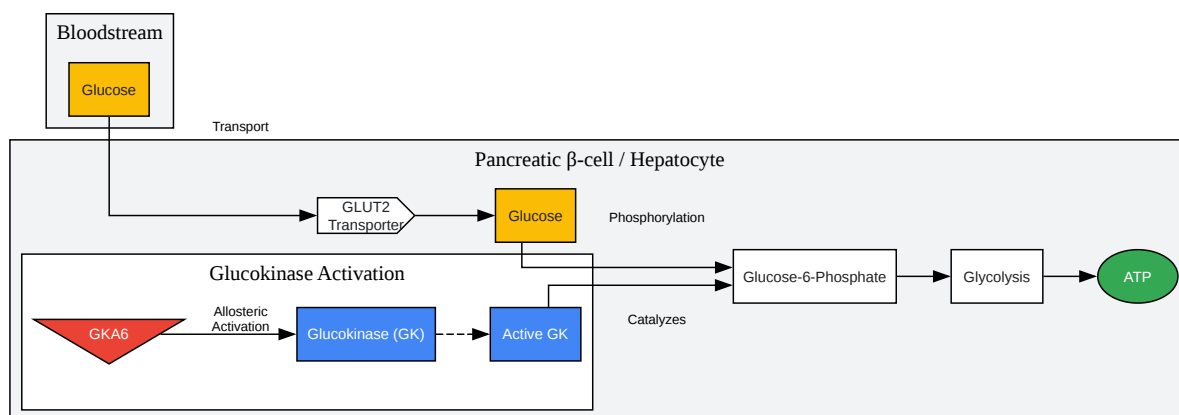 Bloodstream
Glucose
Transport
Pancreatic β-cell / Hepatocyte
GLUT2
Transporter
Glucose
Phosphorylation
Glucokinase Activation
Glucose-6-Phosphate
Glycolysis
ATP
GKA6
Allosteric
Activation
Glucokinase (GK)
Active GK
Catalyzes